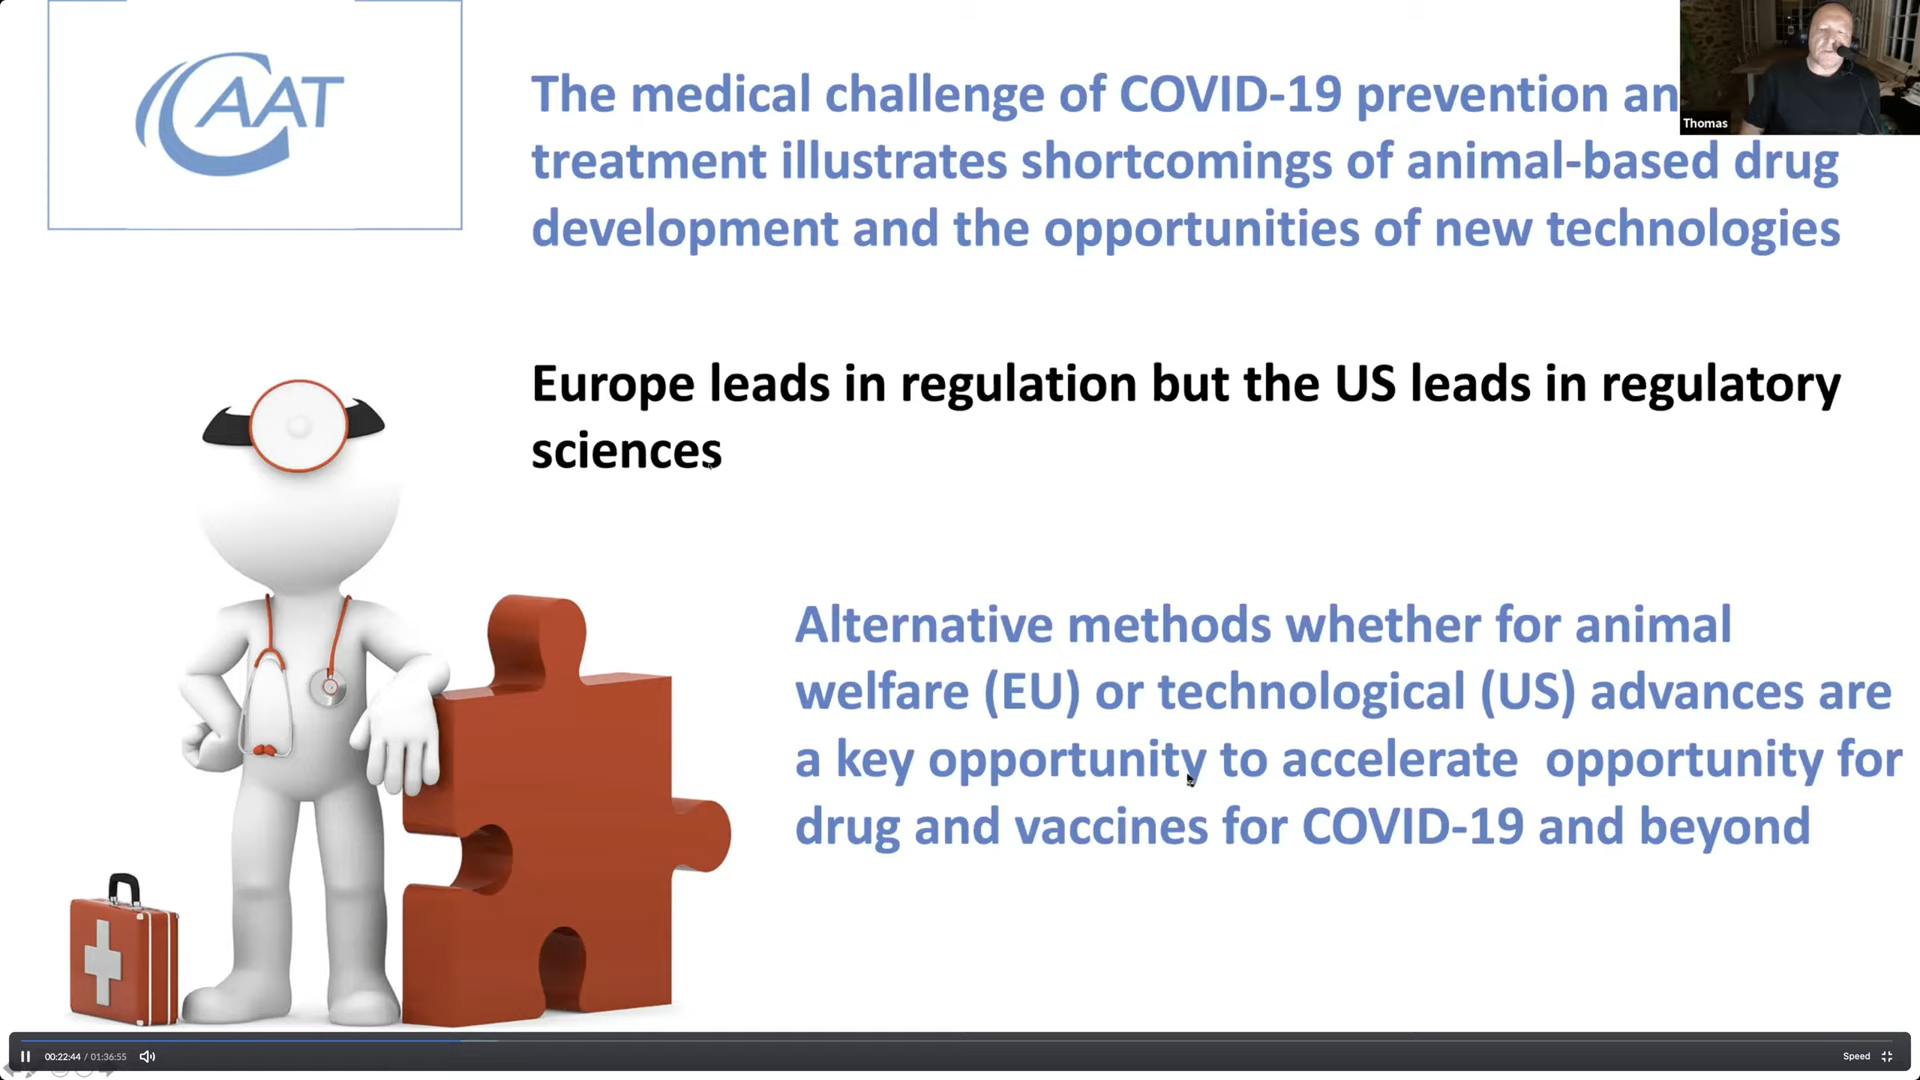 CAAT
The medical challenge of COVID-19 prevention an
treatment illustrates shortcomings of animal-based drug
development and the opportunities of new technologies
Thomas
Europe leads in regulation but the US leads in regulatory
sciences
Alternative methods whether for animal
welfare (EU) or technological (US) advances are
a key opportunity to accelerate  opportunity for
drug and vaccines for COVID-19 and beyond
00:22:44 / 01:36:55
Speed